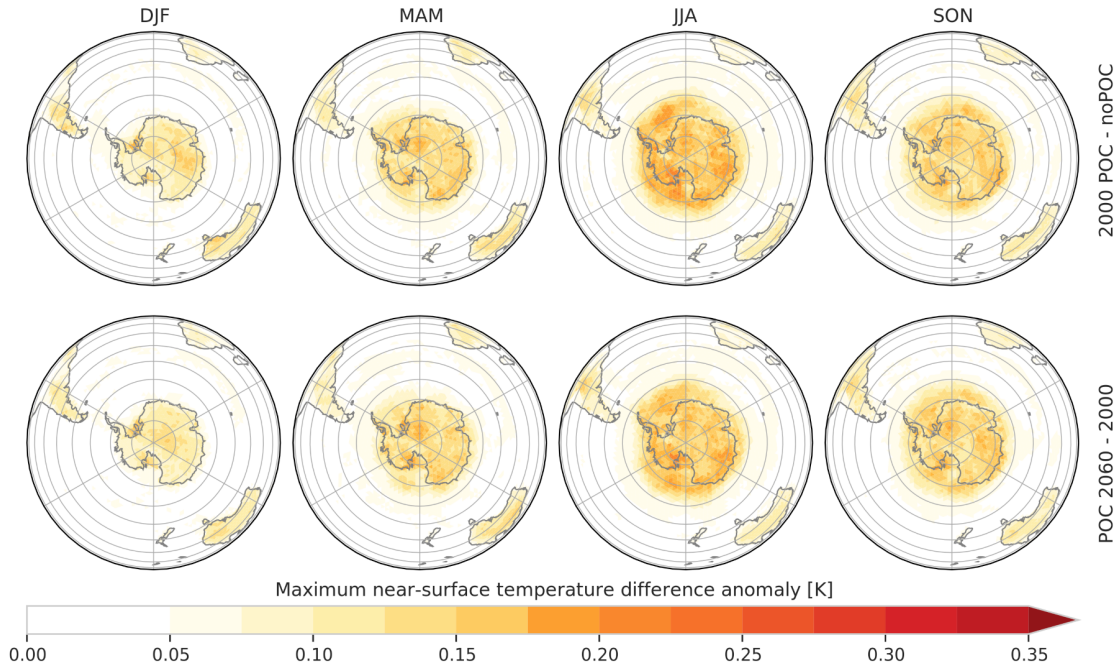 DJF MAM JJA SON
2000 POC - noPOC
POC 2060 - 2000
Maximum near-surface temperature difference anomaly [K]
0.00 0.05 0.10 0.15 0.20 0.25 0.30 0.35